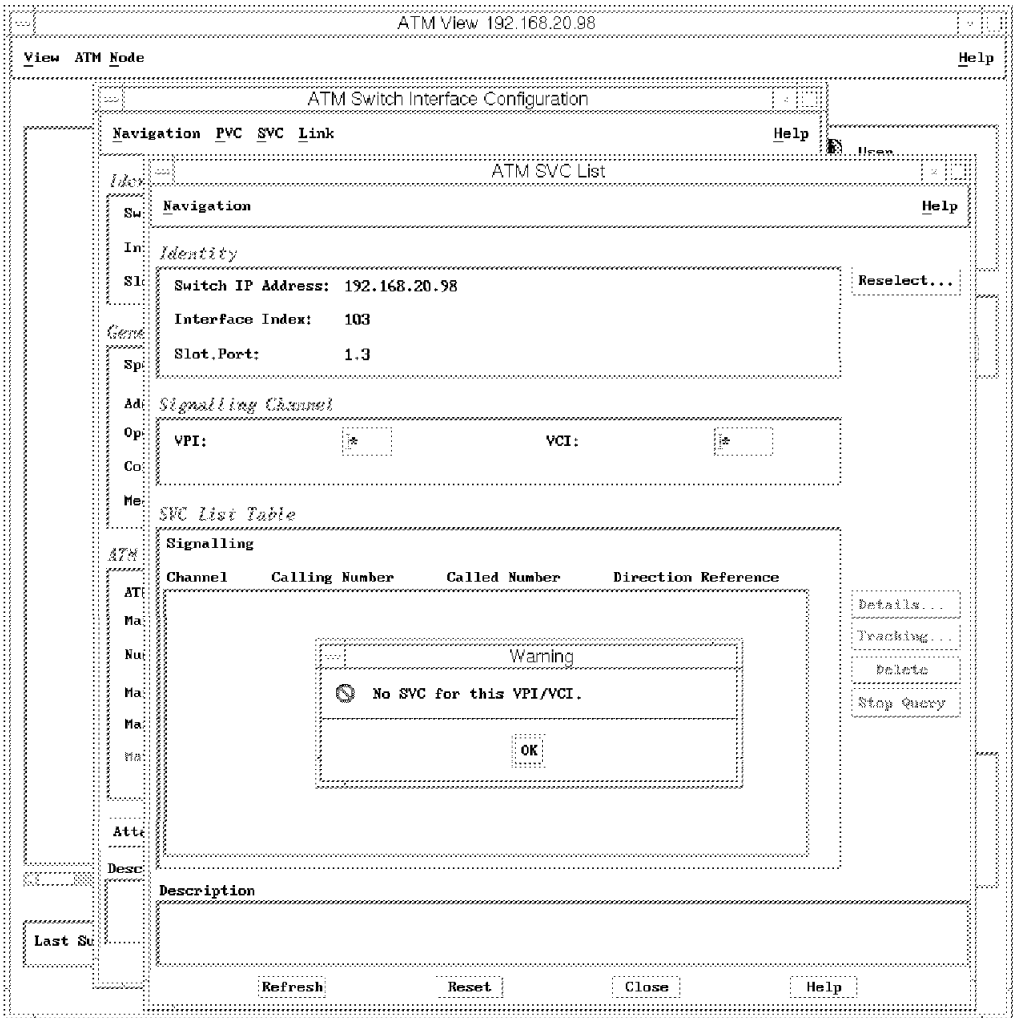 ATM View 192.168.20.98
View ATM Node Help
ATM Switch Interface Configuration
Navigation PVC SVC Link Help
User
ATM SVC List
Navigation Help
Identity
Switch IP Address: 192.168.20.98
Reselect...
Interface Index: 103
Slot.Port: 1.3
Signalling Channel
VPI: * VCI: *
SVC List Table
Signalling
Channel Calling Number Called Number Direction Reference
Details...
Tracking...
Delete
Stop Query
Warning
No SVC for this VPI/VCI.
OK
ATM
Description
Last Su
Refresh Reset Close Help